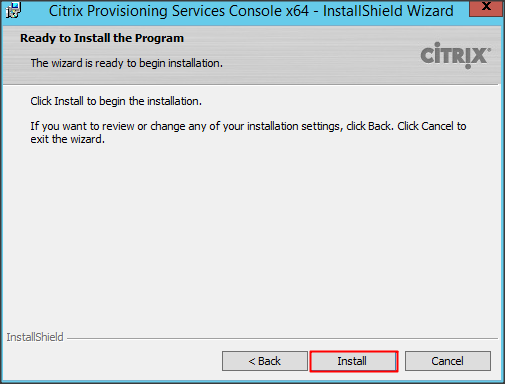 Citrix Provisioning Services Console x64 - InstallShield Wizard
X
Ready to Install the Program
The wizard is ready to begin installation.
CITRIX
Click Install to begin the installation.
If you want to review or change any of your installation settings, click Back. Click Cancel to
exit the wizard.
InstallShield
< Back
Install
Cancel